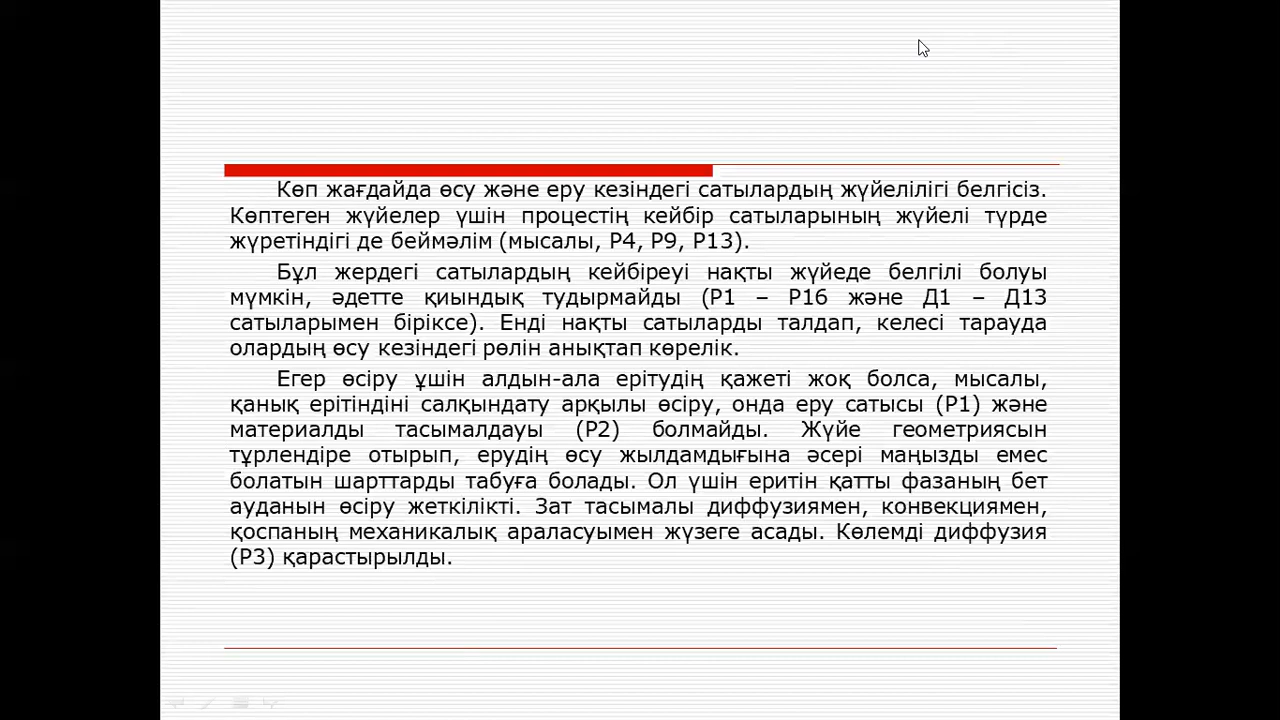 Көп жағдайда өсу және еру кезіндегі сатылардың жүйелілігі белгісіз.
Көптеген жүйелер үшін процестің кейбір сатыларының жүйелі түрде
жүретіндігі де беймәлім (мысалы, Р4, Р9, Р13).
Бұл жердегі сатылардың кейбіреуі нақты жүйеде белгілі болуы
мүмкін, әдетте қиындық тудырмайды (Р1 – Р16 және Д1 – Д13
сатыларымен біріксе). Енді нақты сатыларды талдап, келесі тарауда
олардың өсу кезіндегі рөлін анықтап көрелік.
Егер өсіру ұшін алдын-ала ерітудің қажеті жоқ болса, мысалы,
қанық ерітіндіні салқындату арқылы өсіру, онда еру сатысы (Р1) және
материалды тасымалдауы (Р2) болмайды. Жүйе геометриясын
тұрлендіре отырып, ерудің өсу жылдамдығына әсері маңызды емес
болатын шарттарды табуға болады. Ол үшін еритін қатты фазаның бет
ауданын өсіру жеткілікті. Зат тасымалы диффузиямен, конвекциямен,
қоспаның механикалық араласуымен жүзеге асады. Көлемді диффузия
(Р3) қарастырылды.